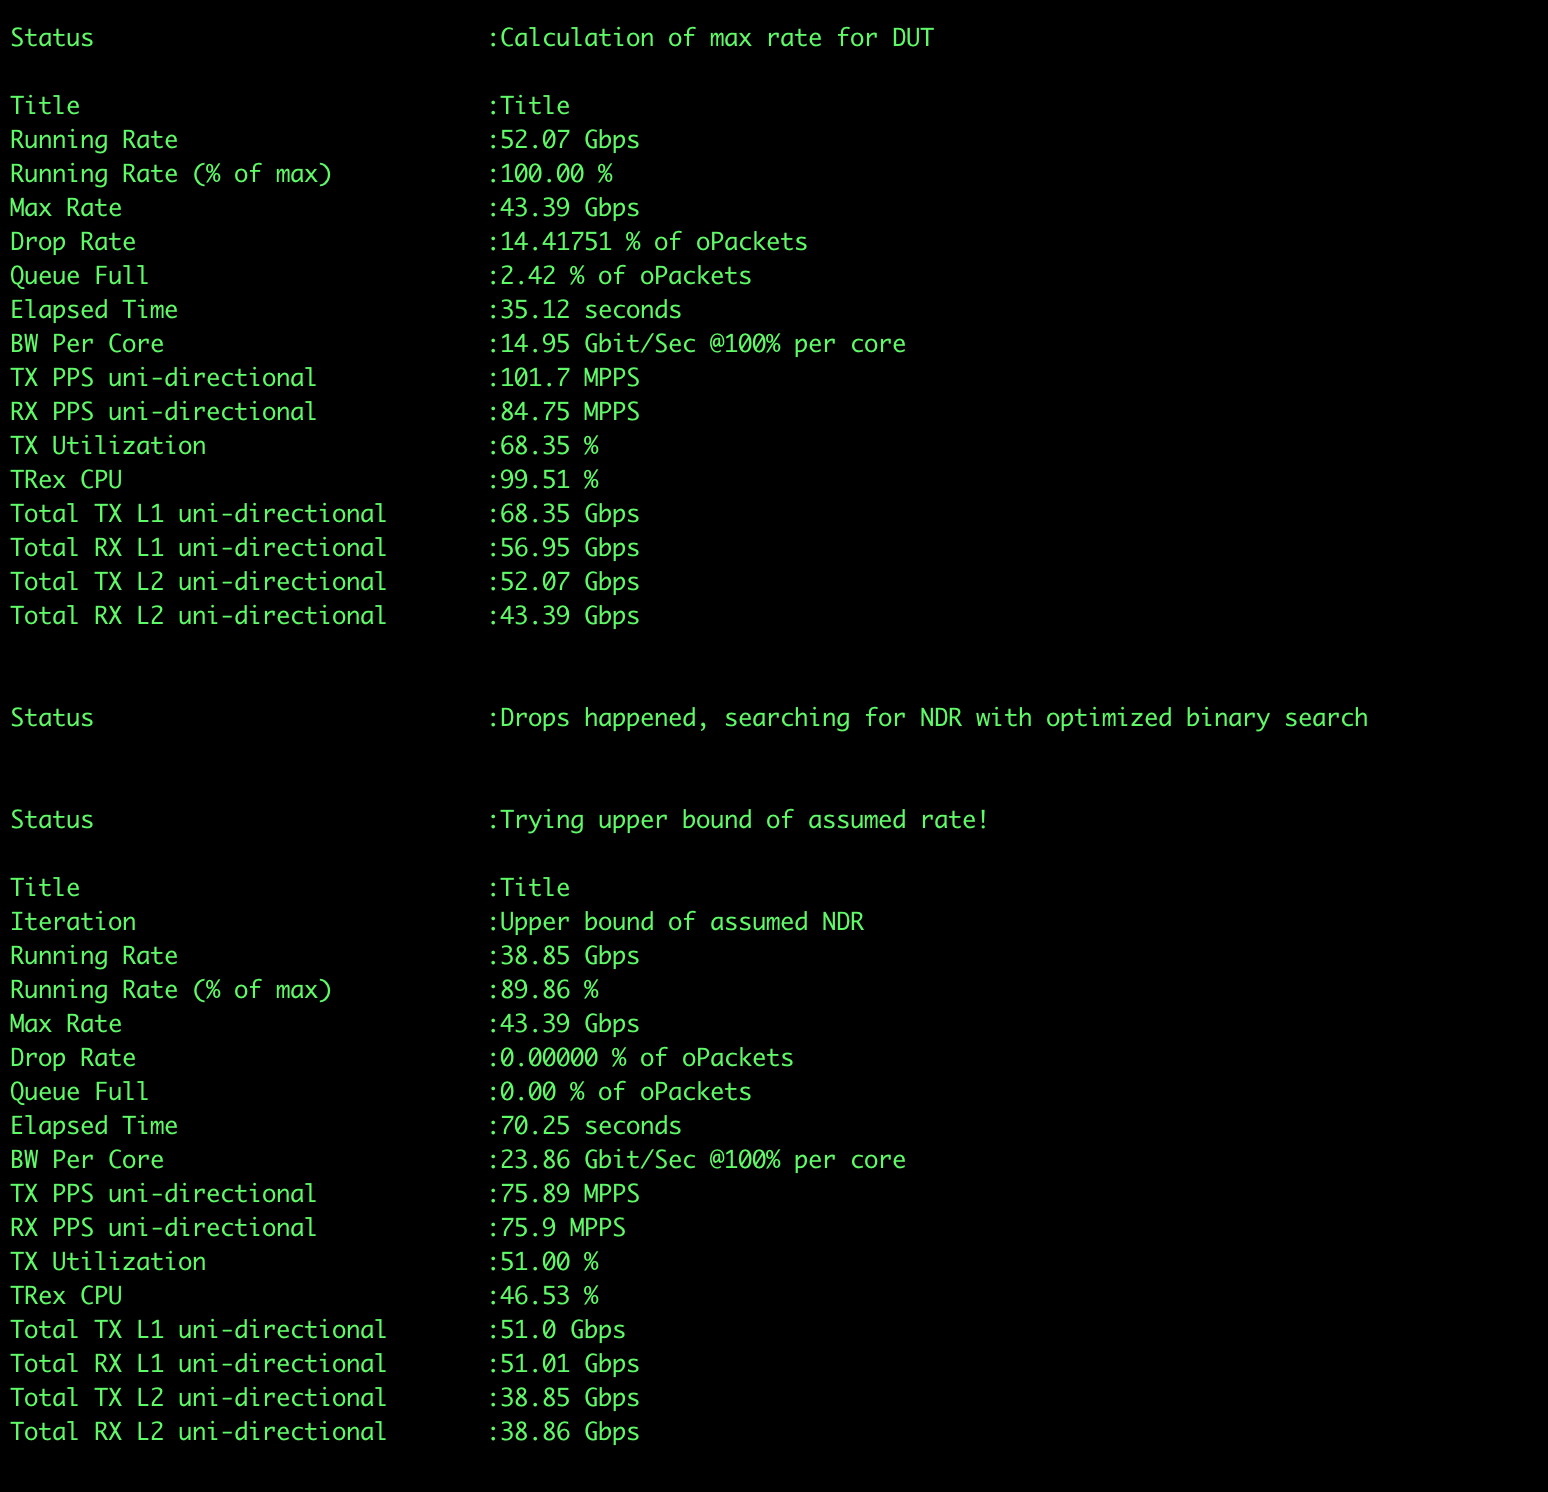 Status :Calculation of max rate for DUT
Title :Title
Running Rate :52.07 Gbps
Running Rate (% of max) :100.00 %
Max Rate :43.39 Gbps
Drop Rate :14.41751 % of oPackets
Queue Full :2.42 % of oPackets
Elapsed Time :35.12 seconds
BW Per Core :14.95 Gbit/Sec @100% per core
TX PPS uni-directional :101.7 MPPS
RX PPS uni-directional :84.75 MPPS
TX Utilization :68.35 %
TRex CPU :99.51 %
Total TX L1 uni-directional :68.35 Gbps
Total RX L1 uni-directional :56.95 Gbps
Total TX L2 uni-directional :52.07 Gbps
Total RX L2 uni-directional :43.39 Gbps
Status :Drops happened, searching for NDR with optimized binary search
Status :Trying upper bound of assumed rate!
Title :Title
Iteration :Upper bound of assumed NDR
Running Rate :38.85 Gbps
Running Rate (% of max) :89.86 %
Max Rate :43.39 Gbps
Drop Rate :0.00000 % of oPackets
Queue Full :0.00 % of oPackets
Elapsed Time :70.25 seconds
BW Per Core :23.86 Gbit/Sec @100% per core
TX PPS uni-directional :75.89 MPPS
RX PPS uni-directional :75.9 MPPS
TX Utilization :51.00 %
TRex CPU :46.53 %
Total TX L1 uni-directional :51.0 Gbps
Total RX L1 uni-directional :51.01 Gbps
Total TX L2 uni-directional :38.85 Gbps
Total RX L2 uni-directional :38.86 Gbps